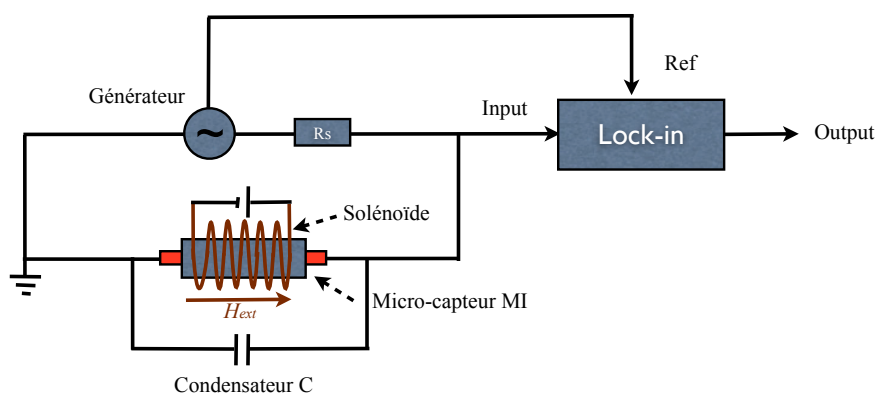 Ref
Générateur
Input
Rs
Lock-in
Output
Solénoïde
Micro-capteur MI
Hext
Condensateur C